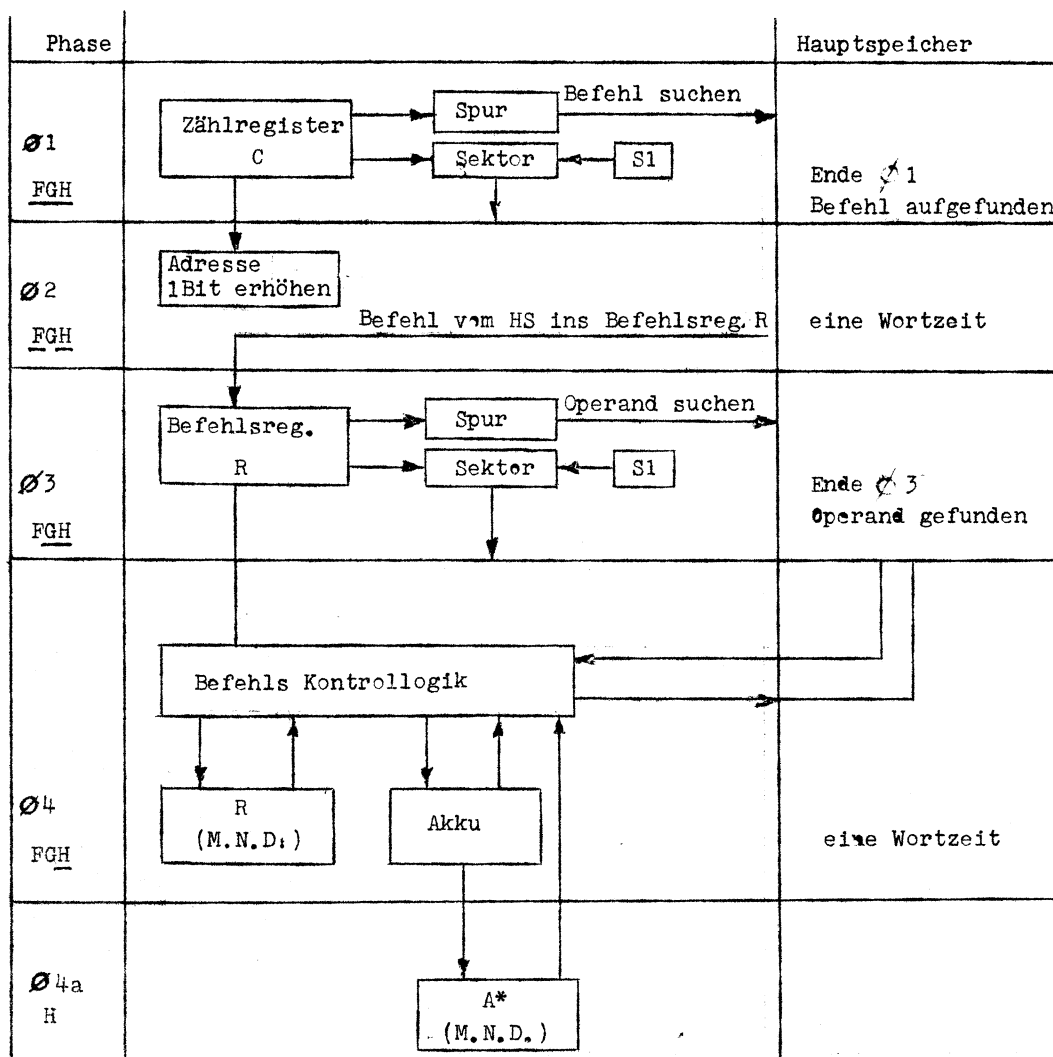 Phase
Hauptspeicher
Ø1
FGH
Zählregister
C
Spur
Befehl suchen
Sektor
S1
Ende Ø 1
Befehl aufgefunden
Ø2
FGH
Adresse
1Bit erhöhen
Befehl vom HS ins Befehlsreg. R
eine Wortzeit
Ø3
FGH
Befehlsreg.
R
Spur
Operand suchen
Sektor
S1
Ende Ø 3
Operand gefunden
Befehls Kontrollogik
Ø4
FGH
R
(M.N.D.)
Akku
eine Wortzeit
Ø4a
H
A*
(M.N.D.)